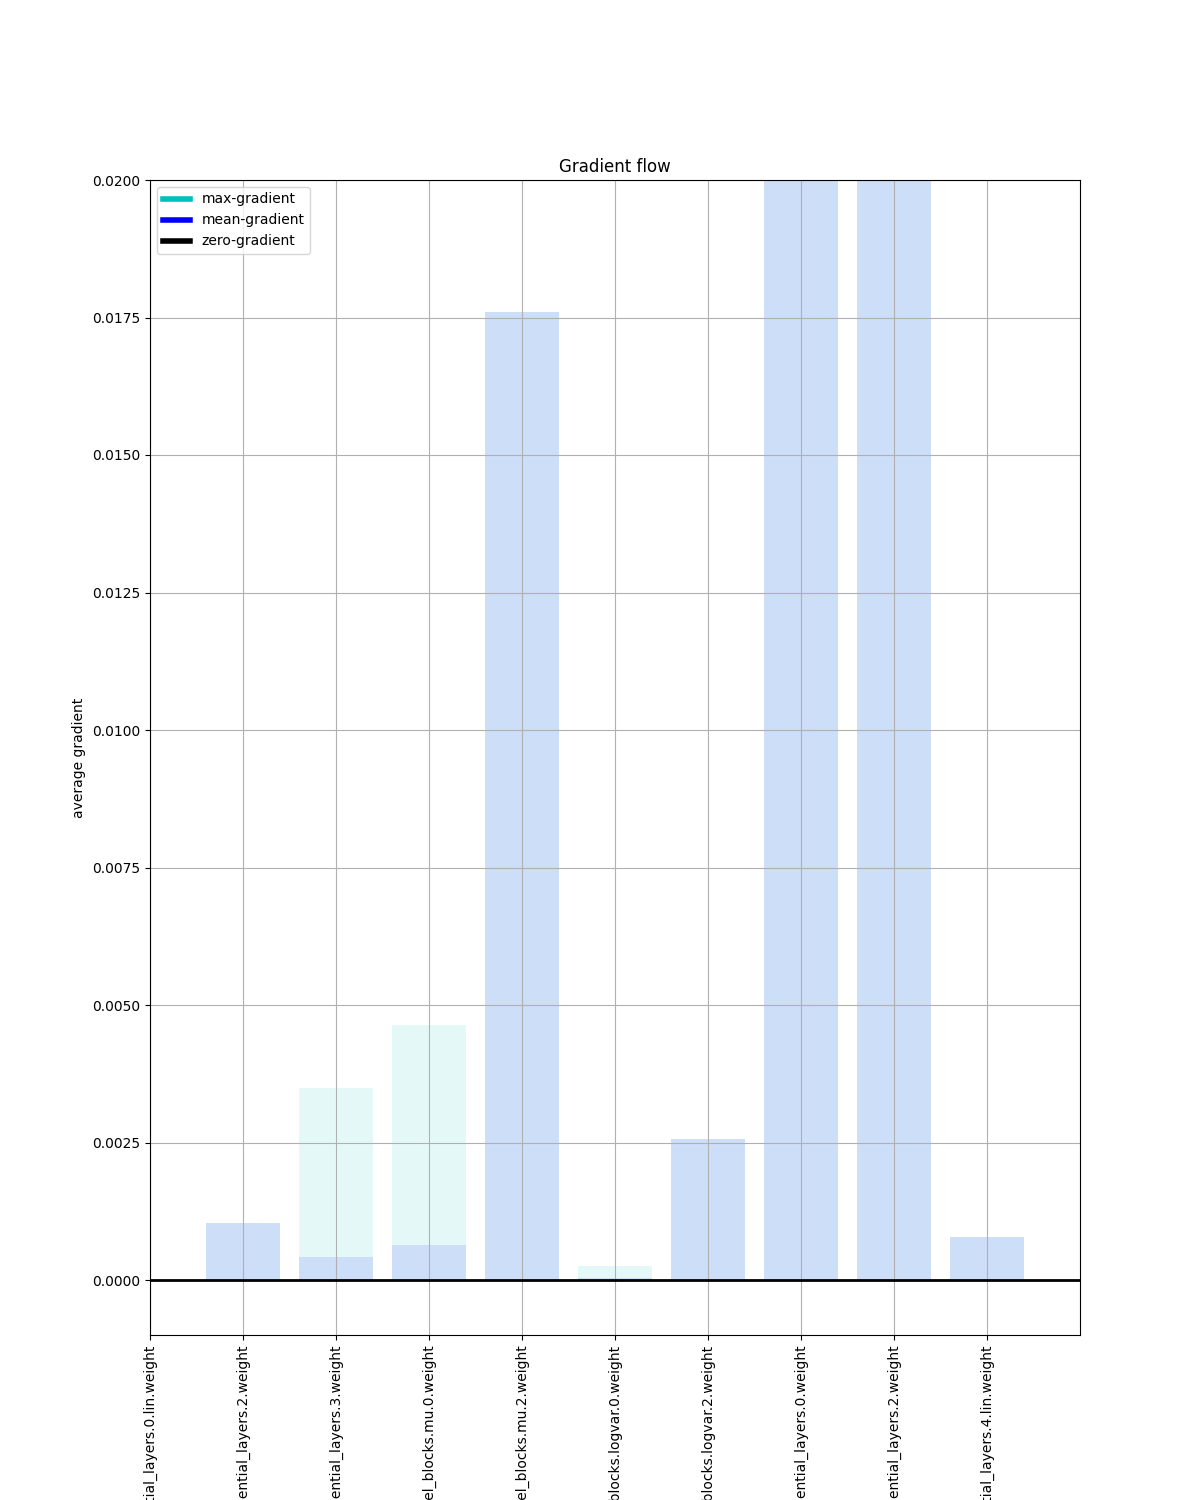 Gradient flow
max-gradient
mean-gradient
zero-gradient
0.0200
0.0175
0.0150
0.0125
0.0100
0.0075
0.0050
0.0025
0.0000
average gradient
tial_layers.0.lin.weight
ential_layers.2.weight
ential_layers.3.weight
el_blocks.mu.0.weight
el_blocks.mu.2.weight
blocks.logvar.0.weight
blocks.logvar.2.weight
ential_layers.0.weight
ential_layers.2.weight
tial_layers.4.lin.weight